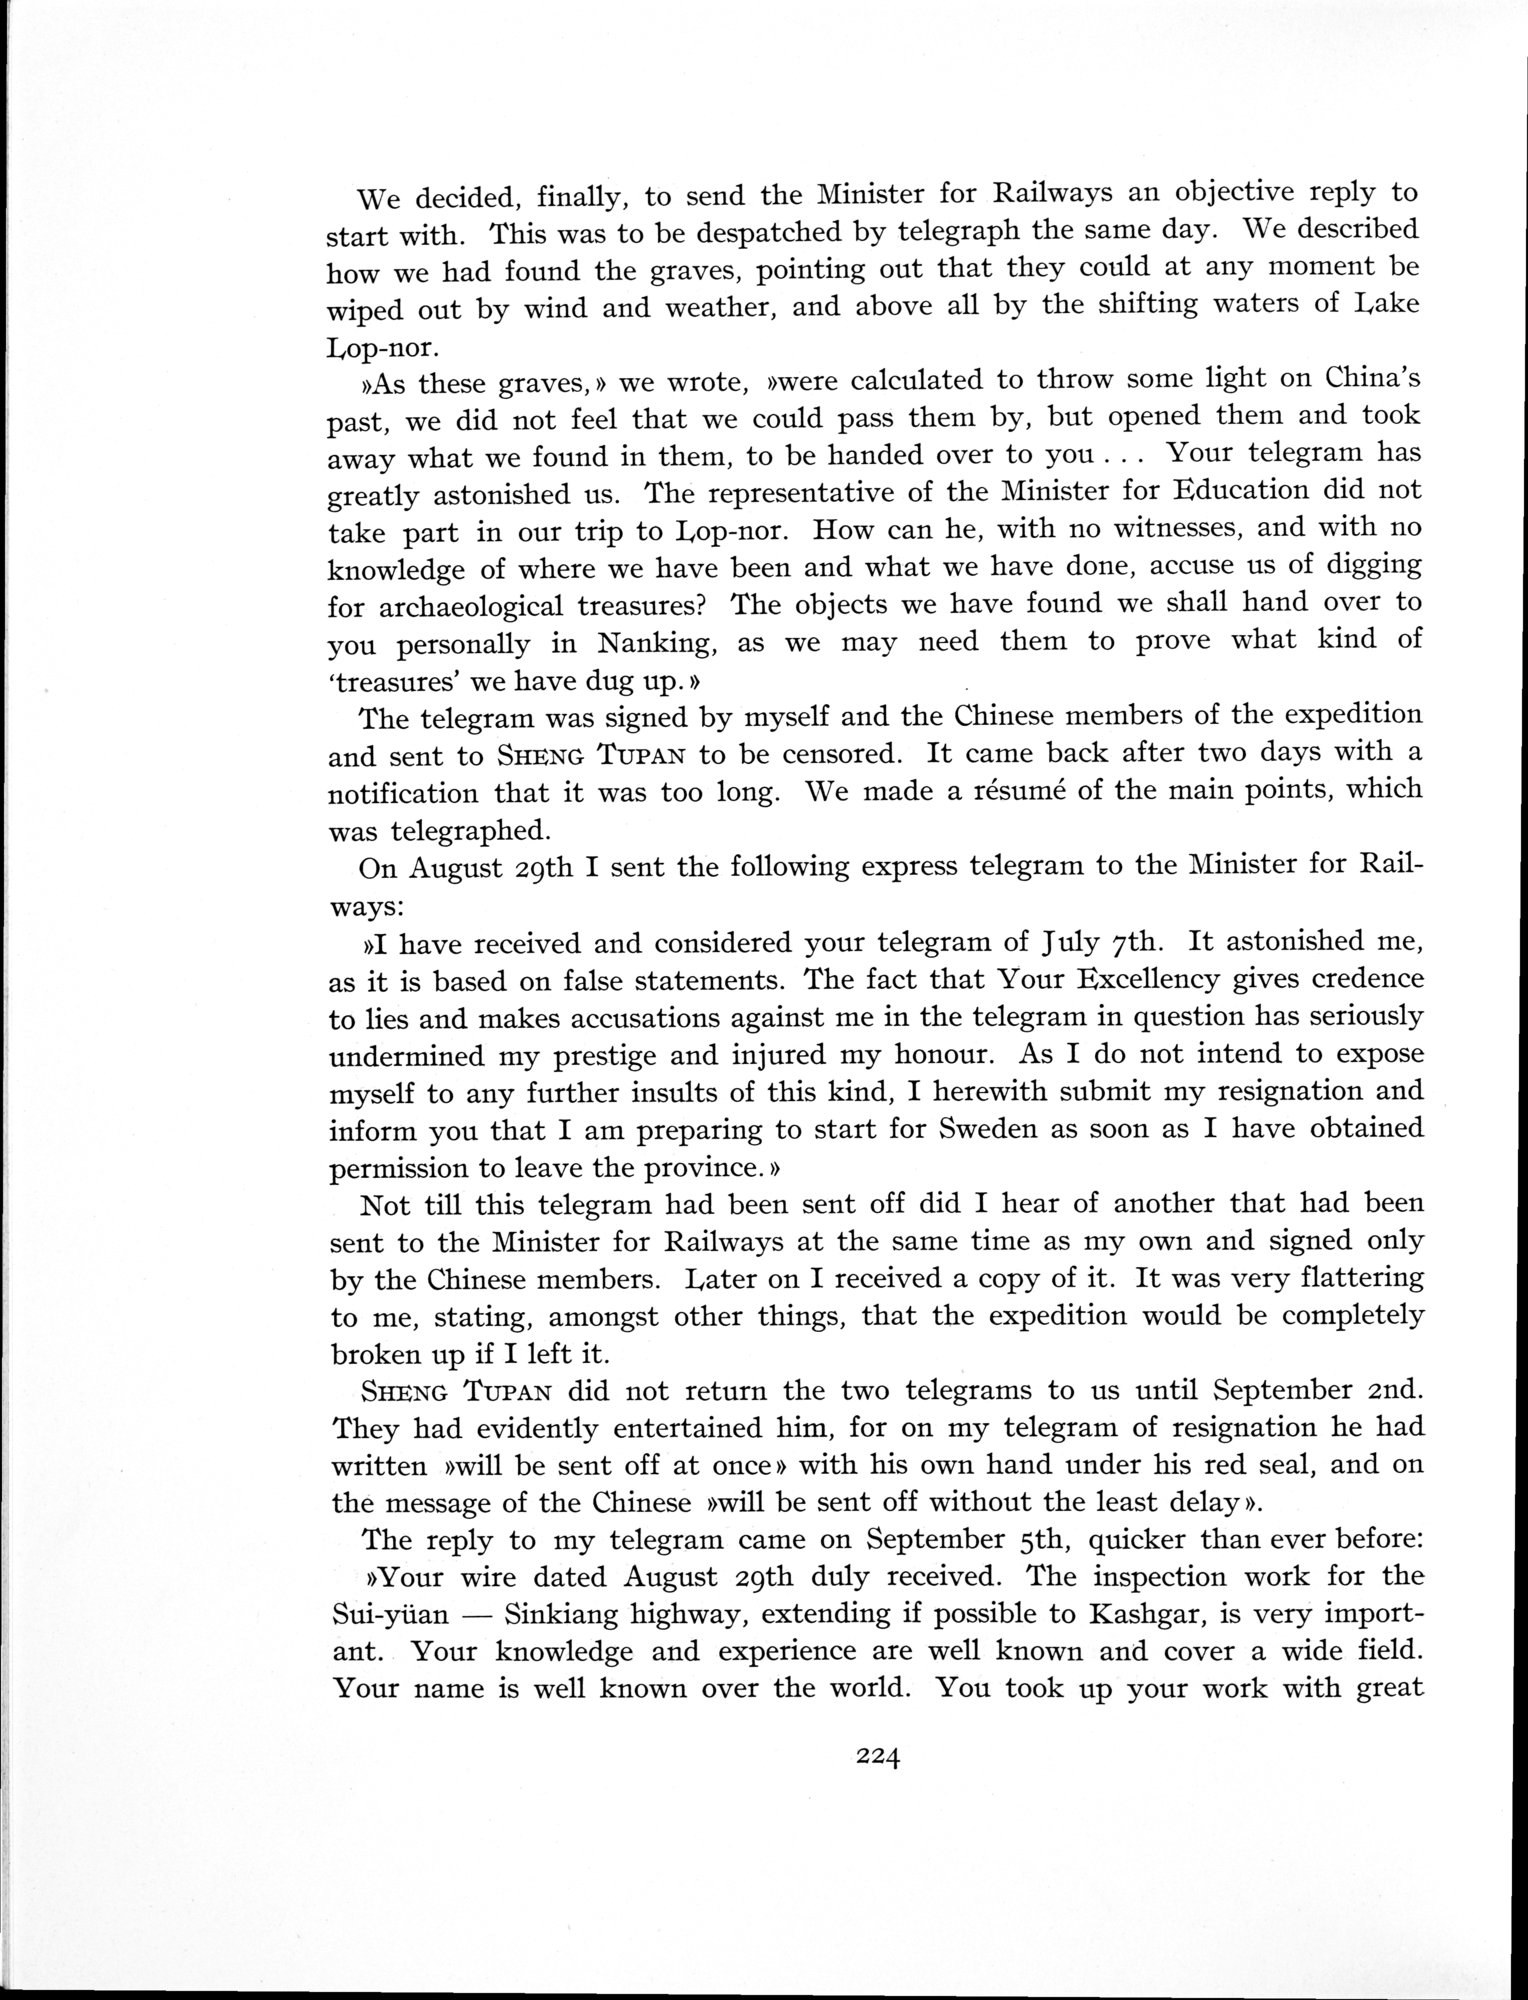 We decided, finally, to send the Minister for Railways an objective reply to
start with. This was to be despatched by telegraph the same day. We described
how we had found the graves, pointing out that they could at any moment be
wiped out by wind and weather, and above all by the shifting waters of Lake
Lop-nor.
»As these graves,» we wrote, »were calculated to throw some light on China's
past, we did not feel that we could pass them by, but opened them and took
away what we found in them, to be handed over to you . . . Your telegram has
greatly astonished us. The representative of the Minister for Education did not
take part in our trip to Lop-nor. How can he, with no witnesses, and with no
knowledge of where we have been and what we have done, accuse us of digging
for archaeological treasures? The objects we have found we shall hand over to
you personally in Nanking, as we may need them to prove what kind of
‘treasures’ we have dug up.»
The telegram was signed by myself and the Chinese members of the expedition
and sent to SHENG TUPAN to be censored. It came back after two days with a
notification that it was too long. We made a résumé of the main points, which
was telegraphed.
On August 29th I sent the following express telegram to the Minister for Rail-
ways:
»I have received and considered your telegram of July 7th. It astonished me,
as it is based on false statements. The fact that Your Excellency gives credence
to lies and makes accusations against me in the telegram in question has seriously
undermined my prestige and injured my honour. As I do not intend to expose
myself to any further insults of this kind, I herewith submit my resignation and
inform you that I am preparing to start for Sweden as soon as I have obtained
permission to leave the province.»
Not till this telegram had been sent off did I hear of another that had been
sent to the Minister for Railways at the same time as my own and signed only
by the Chinese members. Later on I received a copy of it. It was very flattering
to me, stating, amongst other things, that the expedition would be completely
broken up if I left it.
SHENG TUPAN did not return the two telegrams to us until September 2nd.
They had evidently entertained him, for on my telegram of resignation he had
written »will be sent off at once» with his own hand under his red seal, and on
the message of the Chinese »will be sent off without the least delay».
The reply to my telegram came on September 5th, quicker than ever before:
»Your wire dated August 29th duly received. The inspection work for the
Sui-yüan — Sinkiang highway, extending if possible to Kashgar, is very import-
ant. Your knowledge and experience are well known and cover a wide field.
Your name is well known over the world. You took up your work with great
224